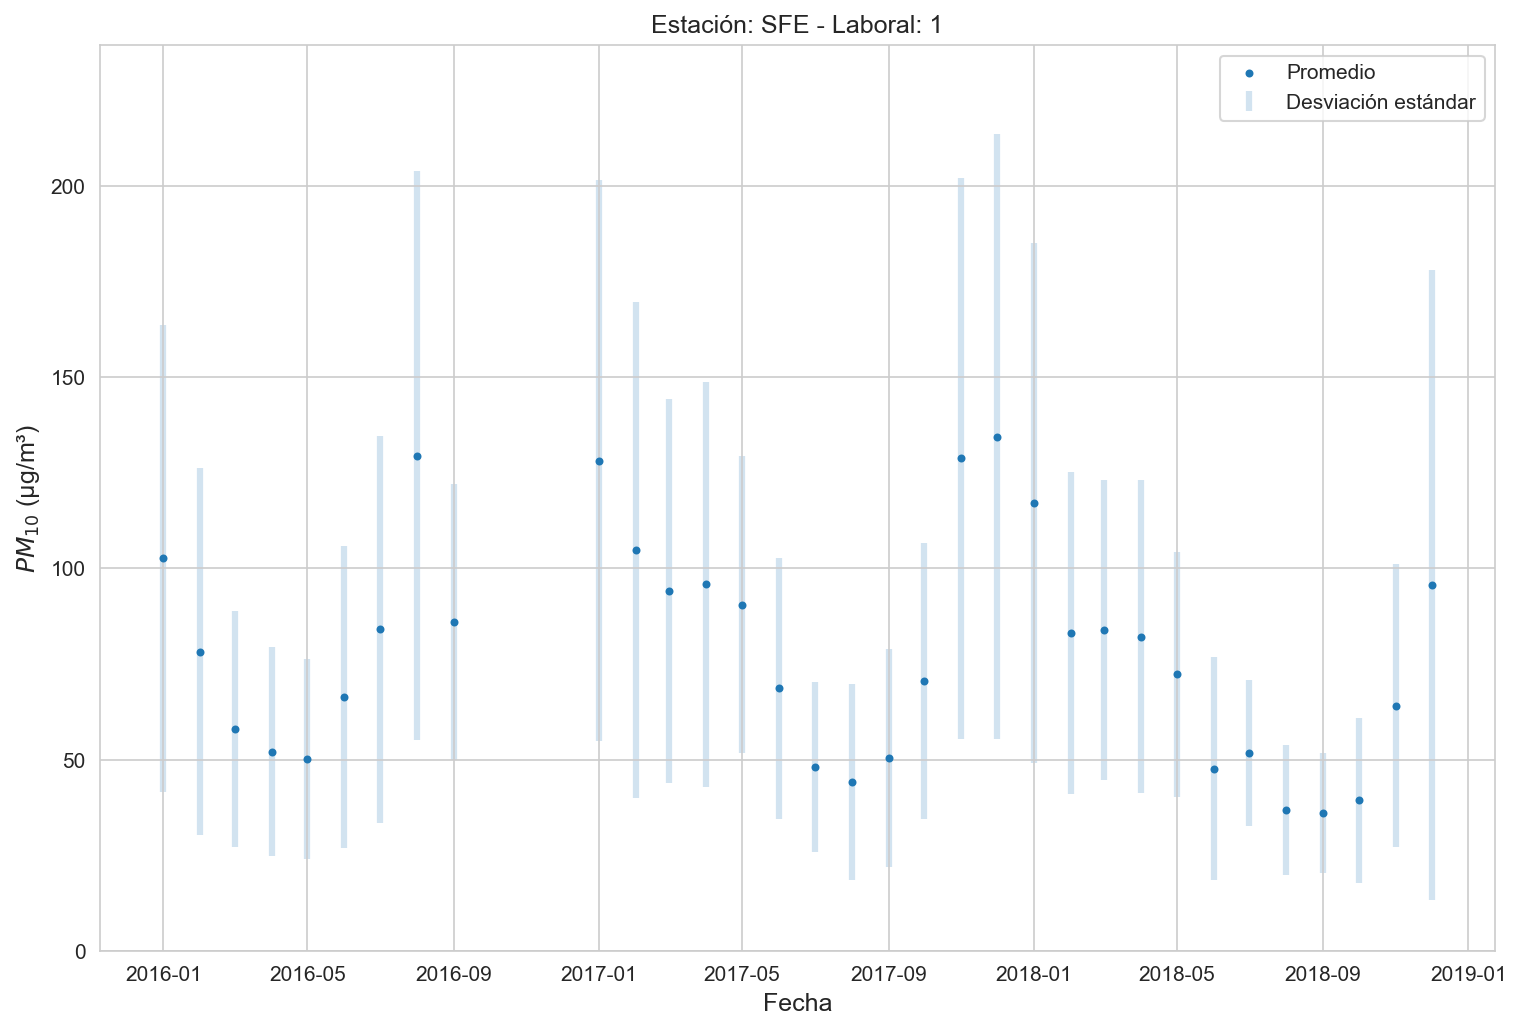 Estación: SFE - Laboral: 1
Promedio
Desviación estándar
PM₁₀ (µg/m³)
200
150
100
50
0
2016-01 2016-05 2016-09 2017-01 2017-05 2017-09 2018-01 2018-05 2018-09 2019-01
Fecha